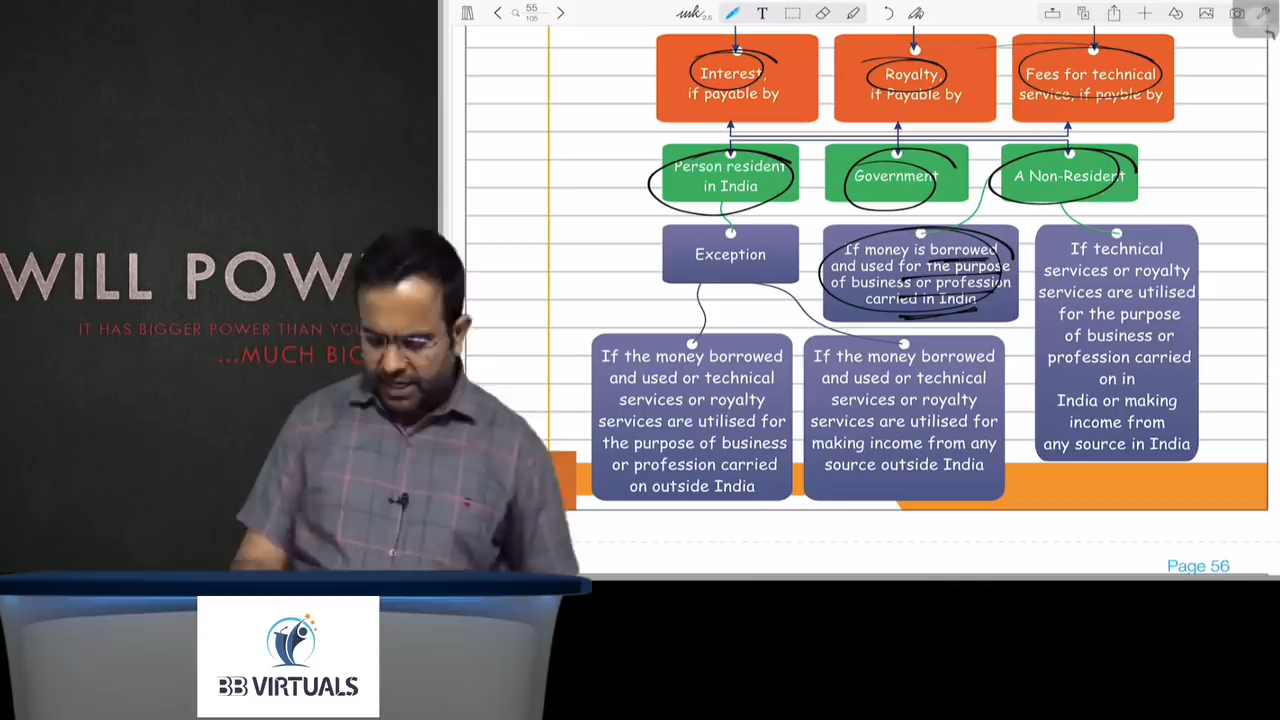 55
105
2.5
T
Interest,
if payable by
Royalty,
if Payable by
Fees for technical
service, if payble by
Person resident
in India
Government
A Non-Resident
Exception
If money is borrowed
and used for the purpose
of business or profession
carried in India
If technical
services or royalty
services are utilised
for the purpose
of business or
profession carried
on in
India or making
income from
any source in India
If the money borrowed
and used or technical
services or royalty
services are utilised for
the purpose of business
or profession carried
on outside India
If the money borrowed
and used or technical
services or royalty
services are utilised for
making income from any
source outside India
Page 56
WILL POW
IT HAS BIGGER POWER THAN YOU
...MUCH BIG
BB VIRTUALS